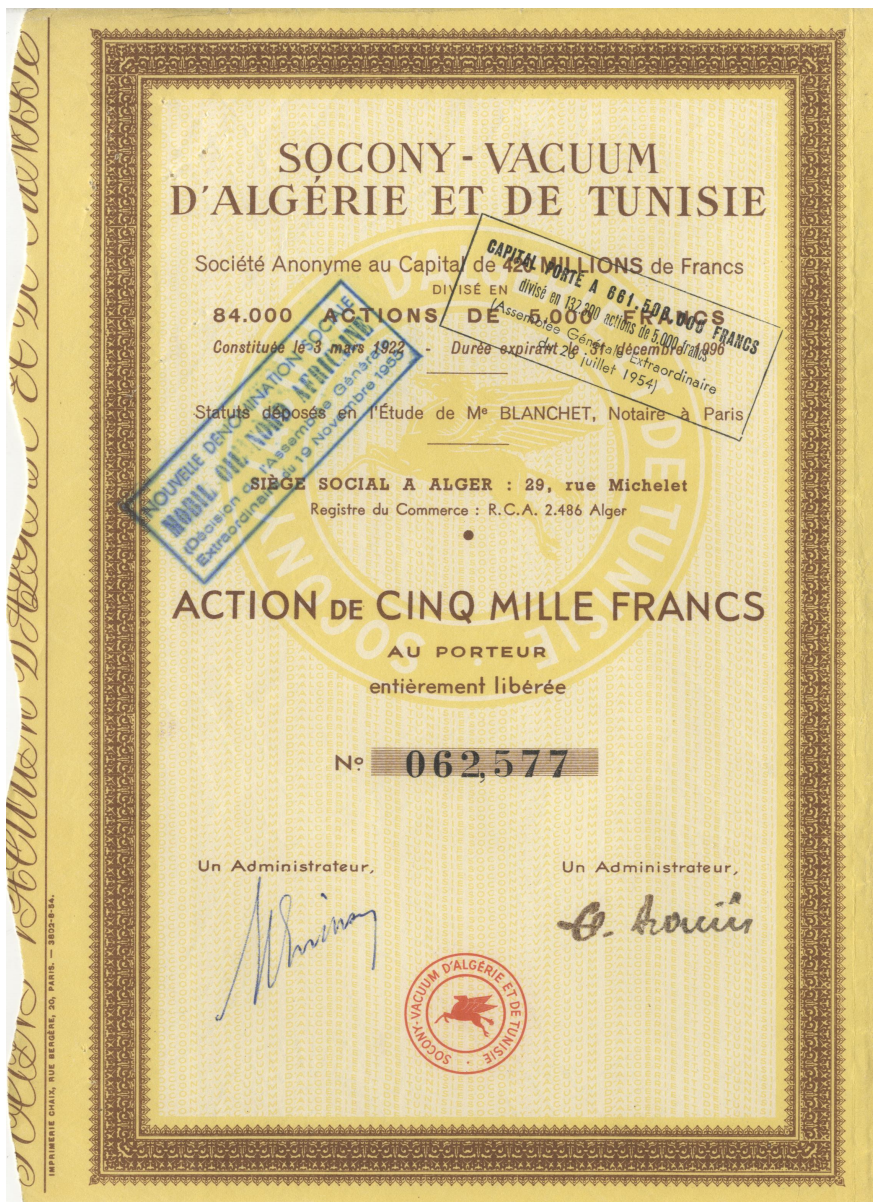 SOCONY - VACUUM
D'ALGÉRIE ET DE TUNISIE
Société Anonyme au Capital de 420 MILLIONS de Francs
DIVISÉ EN
84.000 ACTIONS DE 5.000 FRANCS
Constituée le 3 mars 1922 - Durée expirant le 31 décembre 1996
Statuts déposés en l'Étude de Mᵉ BLANCHET, Notaire à Paris
SIÈGE SOCIAL A ALGER : 29, rue Michelet
Registre du Commerce : R.C.A. 2.486 Alger
CAPITAL PORTÉ A 661.500.000 FRANCS
divisé en 132.300 actions de 5.000 francs
(Assemblée Générale Extraordinaire
du 26 juillet 1954)
NOUVELLE DÉNOMINATION SOCIALE
MOBIL OIL NORD AFRICAINE
(Décision de l'Assemblée Générale
Extraordinaire du 19 Novembre 1955)
ACTION DE CINQ MILLE FRANCS
AU PORTEUR
entièrement libérée
Nº 062,577
Un Administrateur,
Un Administrateur,
SOCONY-VACUUM D'ALGÉRIE ET DE TUNISIE
IMPRIMERIE CHAIX, RUE BERGÈRE, 20, PARIS. — 3802-8-54.